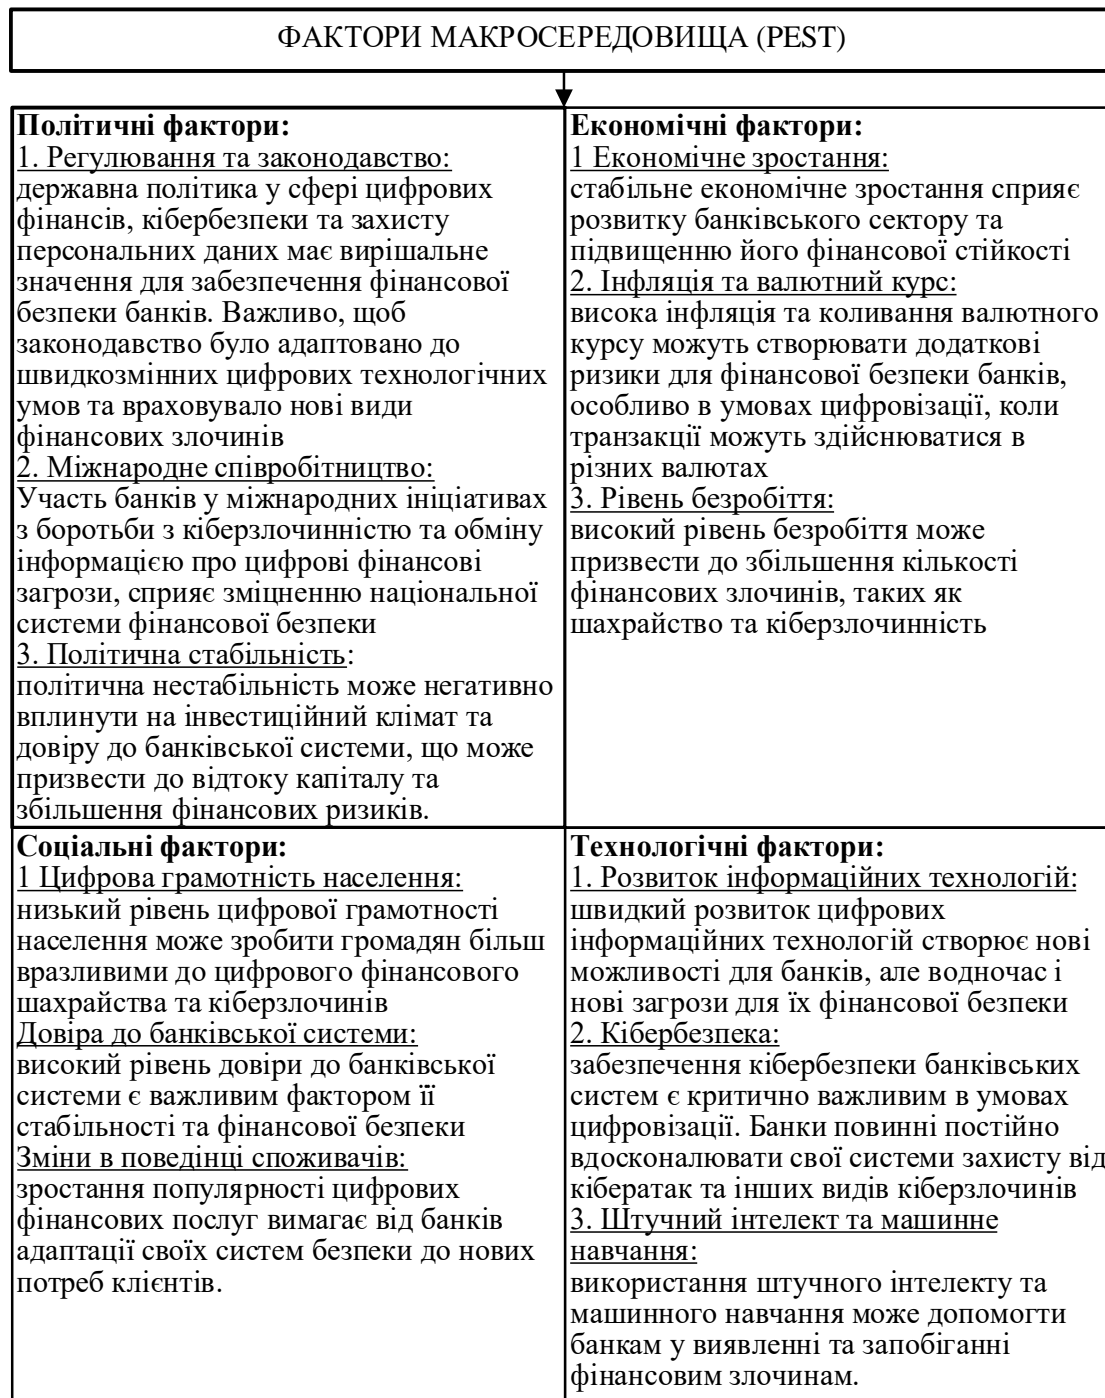 ФАКТОРИ МАКРОСЕРЕДОВИЩА (PEST)
Політичні фактори:
1. Регулювання та законодавство:
державна політика у сфері цифрових
фінансів, кібербезпеки та захисту
персональних даних має вирішальне
значення для забезпечення фінансової
безпеки банків. Важливо, щоб
законодавство було адаптовано до
швидкозмінних цифрових технологічних
умов та враховувало нові види
фінансових злочинів
2. Міжнародне співробітництво:
Участь банків у міжнародних ініціативах
з боротьби з кіберзлочинністю та обміну
інформацією про цифрові фінансові
загрози, сприяє зміцненню національної
системи фінансової безпеки
3. Політична стабільність:
політична нестабільність може негативно
вплинути на інвестиційний клімат та
довіру до банківської системи, що може
призвести до відтоку капіталу та
збільшення фінансових ризиків.
Економічні фактори:
1 Економічне зростання:
стабільне економічне зростання сприяє
розвитку банківського сектору та
підвищенню його фінансової стійкості
2. Інфляція та валютний курс:
висока інфляція та коливання валютного
курсу можуть створювати додаткові
ризики для фінансової безпеки банків,
особливо в умовах цифровізації, коли
транзакції можуть здійснюватися в
різних валютах
3. Рівень безробіття:
високий рівень безробіття може
призвести до збільшення кількості
фінансових злочинів, таких як
шахрайство та кіберзлочинність
Соціальні фактори:
1 Цифрова грамотність населення:
низький рівень цифрової грамотності
населення може зробити громадян більш
вразливими до цифрового фінансового
шахрайства та кіберзлочинів
Довіра до банківської системи:
високий рівень довіри до банківської
системи є важливим фактором її
стабільності та фінансової безпеки
Зміни в поведінці споживачів:
зростання популярності цифрових
фінансових послуг вимагає від банків
адаптації своїх систем безпеки до нових
потреб клієнтів.
Технологічні фактори:
1. Розвиток інформаційних технологій:
швидкий розвиток цифрових
інформаційних технологій створює нові
можливості для банків, але водночас і
нові загрози для їх фінансової безпеки
2. Кібербезпека:
забезпечення кібербезпеки банківських
систем є критично важливим в умовах
цифровізації. Банки повинні постійно
вдосконалювати свої системи захисту від
кібератак та інших видів кіберзлочинів
3. Штучний інтелект та машинне
навчання:
використання штучного інтелекту та
машинного навчання може допомогти
банкам у виявленні та запобіганні
фінансовим злочинам.